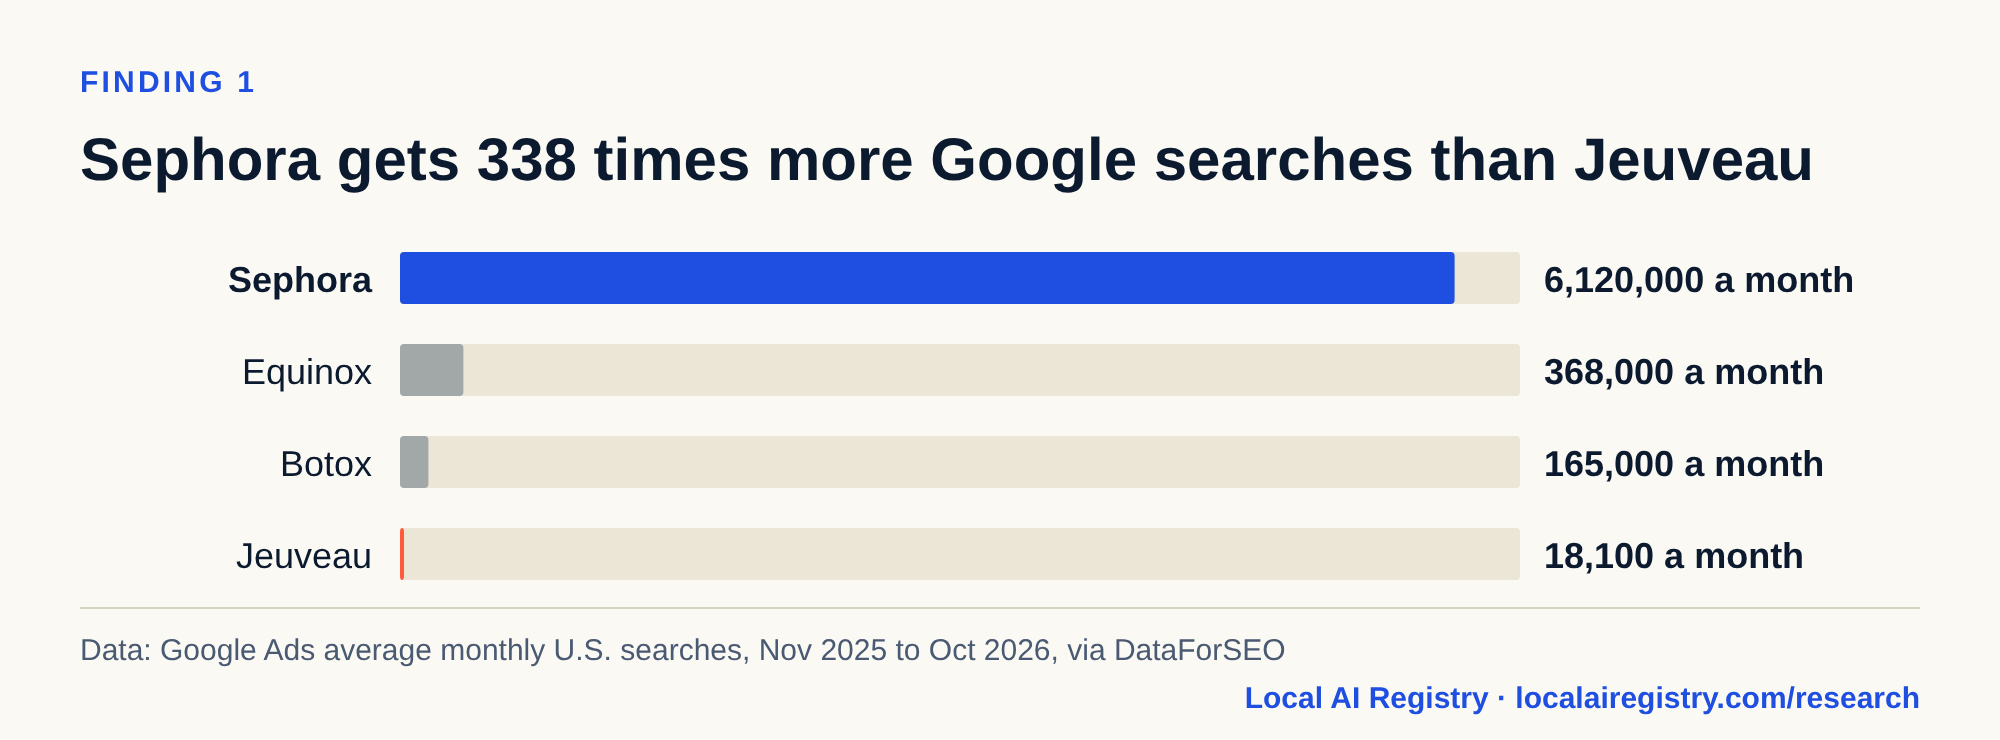 FINDING 1
Sephora gets 338 times more Google searches than Jeuveau
Sephora 6,120,000 a month
Equinox 368,000 a month
Botox 165,000 a month
Jeuveau 18,100 a month
Data: Google Ads average monthly U.S. searches, Nov 2025 to Oct 2026, via DataForSEO
Local AI Registry · localairegistry.com/research